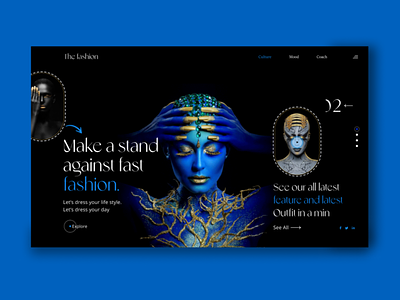 The fashion
Culture
Mood
Coach
02
Make a stand
against fast
fashion.
Let's dress your life style.
Let's dress your day
Explore
See our all latest
feature and latest
Outfit in a min
See All